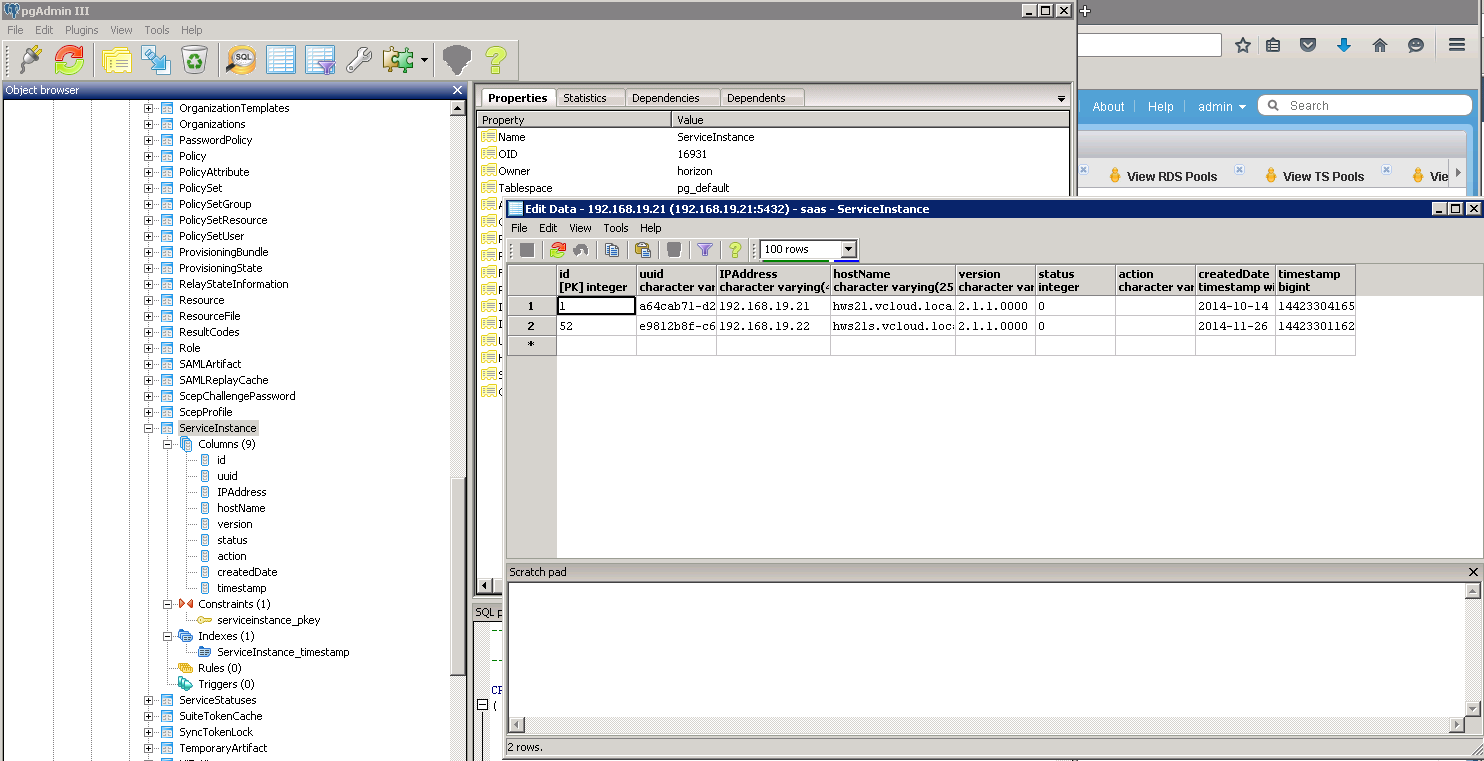 pgAdmin III
File Edit Plugins View Tools Help
SQL
Object browser
OrganizationTemplates
Organizations
PasswordPolicy
Policy
PolicyAttribute
PolicySet
PolicySetGroup
PolicySetResource
PolicySetUser
ProvisioningBundle
ProvisioningState
RelayStateInformation
Resource
ResourceFile
ResultCodes
Role
SAMLArtifact
SAMLReplayCache
ScepChallengePassword
ScepProfile
ServiceInstance
Columns (9)
id
uuid
IPAddress
hostName
version
status
action
createdDate
timestamp
Constraints (1)
serviceinstance_pkey
Indexes (1)
ServiceInstance_timestamp
Rules (0)
Triggers (0)
ServiceStatuses
SuiteTokenCache
SyncTokenLock
TemporaryArtifact
Properties Statistics Dependencies Dependents
Property Value
Name ServiceInstance
OID 16931
Owner horizon
Tablespace pg_default
SQL p
CR
(
About Help admin Search
View RDS Pools View TS Pools Vie
Edit Data - 192.168.19.21 (192.168.19.21:5432) - saas - ServiceInstance
File Edit View Tools Help
100 rows
id uuid IPAddress hostName version status action createdDate timestamp
[PK] integer character var character varying(4 character varying(25 character var integer character var timestamp wi bigint
1 1 a64cab71-d2 192.168.19.21 hws21.vcloud.loca 2.1.1.0000 0 2014-10-14 14423304165
2 52 e9812b8f-c6 192.168.19.22 hws21s.vcloud.loc 2.1.1.0000 0 2014-11-26 14423301162
*
Scratch pad
2 rows.